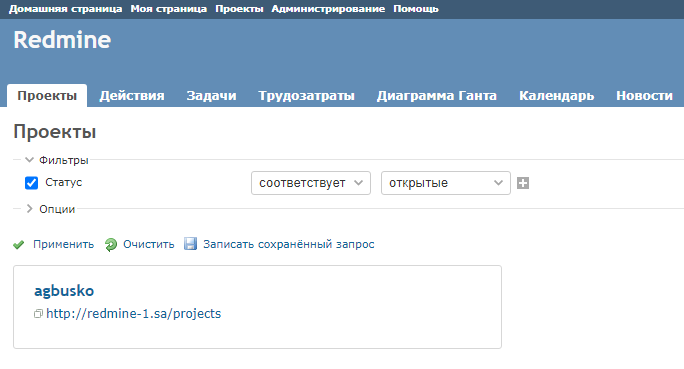 Домашняя страница Моя страница Проекты Администрирование Помощь
Redmine
Проекты Действия Задачи Трудозатраты Диаграмма Ганта Календарь Новости
Проекты
Фильтры
Статус соответствует открытые
Опции
Применить Очистить Записать сохранённый запрос
agbusko
http://redmine-1.sa/projects